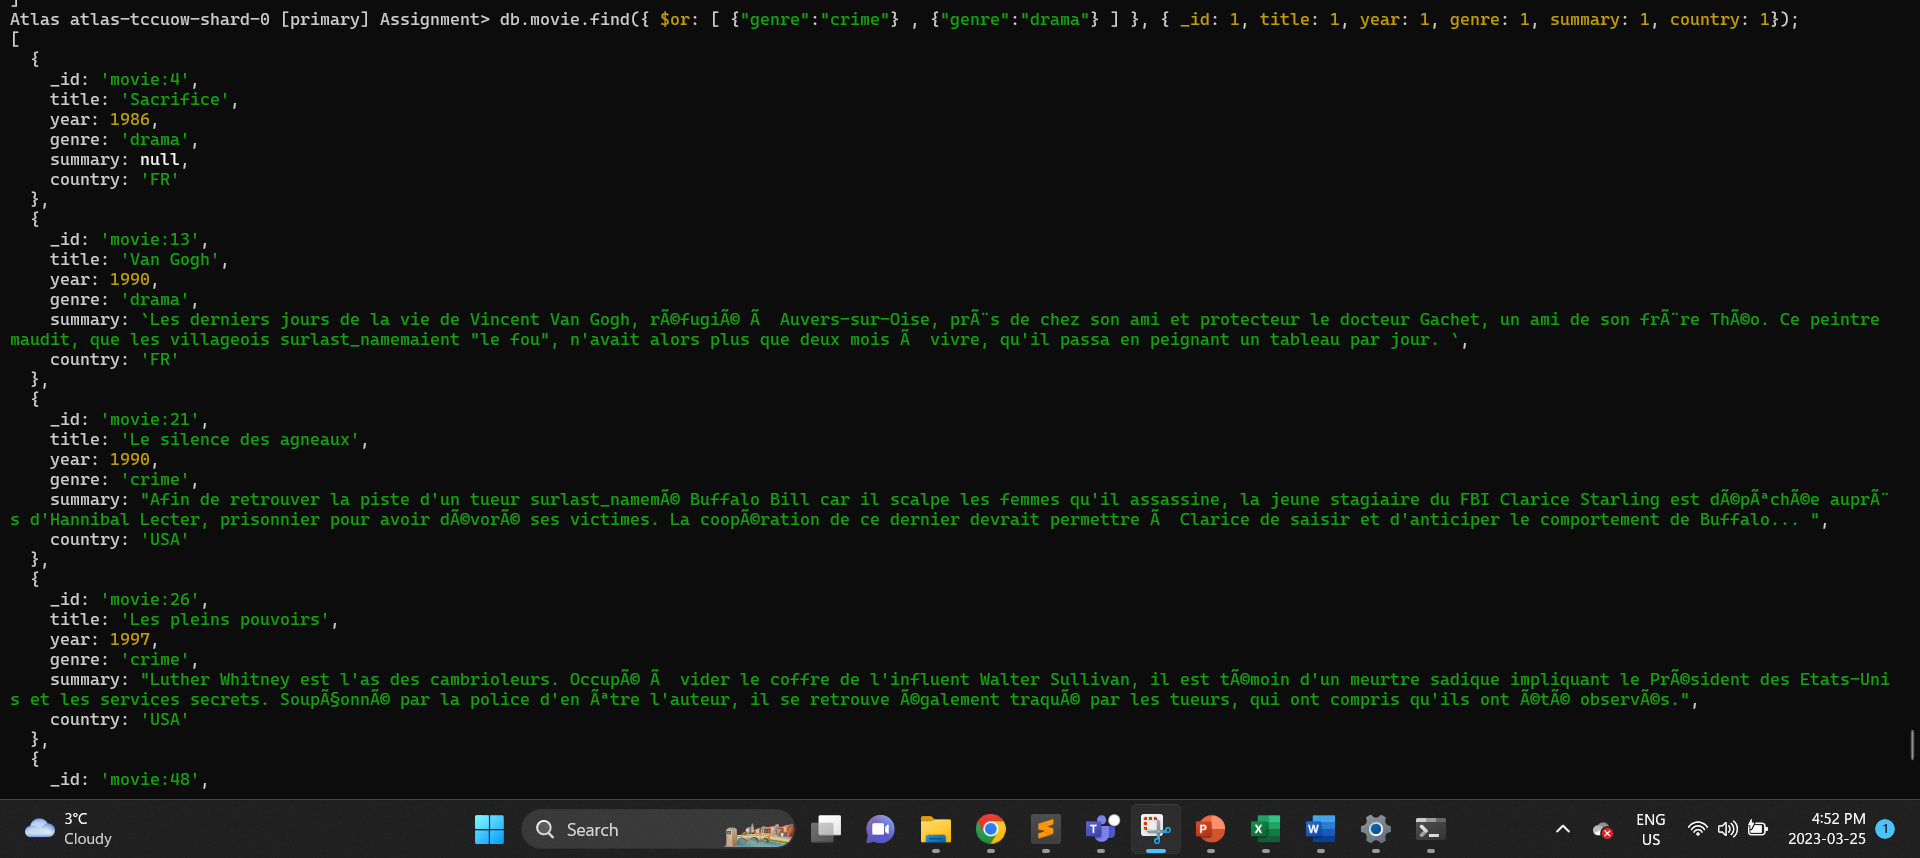 ]
Atlas atlas-tccuow-shard-0 [primary] Assignment> db.movie.find({ $or: [ {"genre":"crime"} , {"genre":"drama"} ] }, { _id: 1, title: 1, year: 1, genre: 1, summary: 1, country: 1});
[
  {
    _id: 'movie:4',
    title: 'Sacrifice',
    year: 1986,
    genre: 'drama',
    summary: null,
    country: 'FR'
  },
  {
    _id: 'movie:13',
    title: 'Van Gogh',
    year: 1990,
    genre: 'drama',
    summary: `Les derniers jours de la vie de Vincent Van Gogh, rÃ©fugiÃ© Ã  Auvers-sur-Oise, prÃ¨s de chez son ami et protecteur le docteur Gachet, un ami de son frÃ¨re ThÃ©o. Ce peintre
maudit, que les villageois surlast_namemaient "le fou", n'avait alors plus que deux mois Ã  vivre, qu'il passa en peignant un tableau par jour. `,
    country: 'FR'
  },
  {
    _id: 'movie:21',
    title: 'Le silence des agneaux',
    year: 1990,
    genre: 'crime',
    summary: "Afin de retrouver la piste d'un tueur surlast_namemÃ© Buffalo Bill car il scalpe les femmes qu'il assassine, la jeune stagiaire du FBI Clarice Starling est dÃ©pÃªchÃ©e auprÃ¨
s d'Hannibal Lecter, prisonnier pour avoir dÃ©vorÃ© ses victimes. La coopÃ©ration de ce dernier devrait permettre Ã  Clarice de saisir et d'anticiper le comportement de Buffalo... ",
    country: 'USA'
  },
  {
    _id: 'movie:26',
    title: 'Les pleins pouvoirs',
    year: 1997,
    genre: 'crime',
    summary: "Luther Whitney est l'as des cambrioleurs. OccupÃ© Ã  vider le coffre de l'influent Walter Sullivan, il est tÃ©moin d'un meurtre sadique impliquant le PrÃ©sident des Etats-Uni
s et les services secrets. SoupÃ§onnÃ© par la police d'en Ãªtre l'auteur, il se retrouve Ã©galement traquÃ© par les tueurs, qui ont compris qu'ils ont Ã©tÃ© observÃ©s.",
    country: 'USA'
  },
  {
    _id: 'movie:48',
3°C
Cloudy
Search
ENG
US
4:52 PM
2023-03-25
1